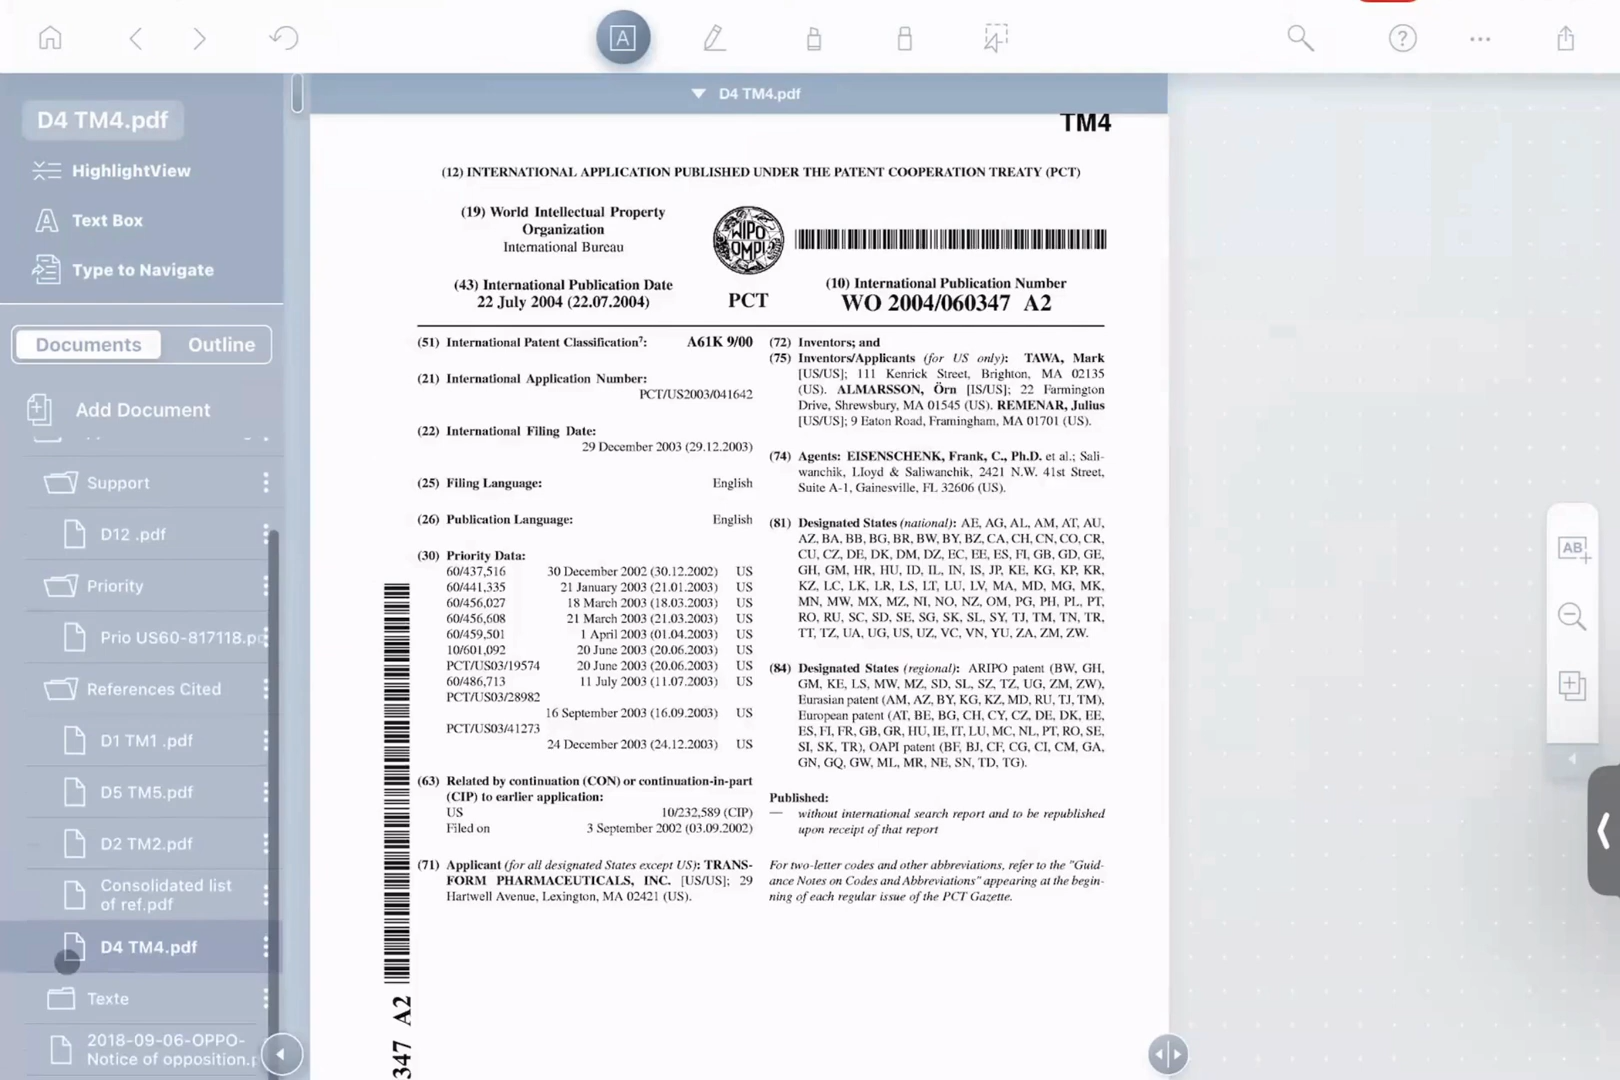 A
D4 TM4.pdf
HighlightView
Text Box
Type to Navigate
Documents
Outline
Add Document
Support
D12 .pdf
Priority
Prio US60-817118.pd
References Cited
D1 TM1 .pdf
D5 TM5.pdf
D2 TM2.pdf
Consolidated list
of ref.pdf
D4 TM4.pdf
Texte
2018-09-06-OPPO-
Notice of opposition.p
D4 TM4.pdf
TM4
(12) INTERNATIONAL APPLICATION PUBLISHED UNDER THE PATENT COOPERATION TREATY (PCT)
(19) World Intellectual Property
Organization
International Bureau
WIPO
OMPI
(43) International Publication Date
22 July 2004 (22.07.2004)
PCT
(10) International Publication Number
WO 2004/060347 A2
(51) International Patent Classification7: A61K 9/00
(21) International Application Number:
PCT/US2003/041642
(22) International Filing Date:
29 December 2003 (29.12.2003)
(25) Filing Language: English
(26) Publication Language: English
(30) Priority Data:
60/437,516 30 December 2002 (30.12.2002) US
60/441,335 21 January 2003 (21.01.2003) US
60/456,027 18 March 2003 (18.03.2003) US
60/456,608 21 March 2003 (21.03.2003) US
60/459,501 1 April 2003 (01.04.2003) US
10/601,092 20 June 2003 (20.06.2003) US
PCT/US03/19574 20 June 2003 (20.06.2003) US
60/486,713 11 July 2003 (11.07.2003) US
PCT/US03/28982
16 September 2003 (16.09.2003) US
PCT/US03/41273
24 December 2003 (24.12.2003) US
(63) Related by continuation (CON) or continuation-in-part
(CIP) to earlier application:
US 10/232,589 (CIP)
Filed on 3 September 2002 (03.09.2002)
(71) Applicant (for all designated States except US): TRANS-
FORM PHARMACEUTICALS, INC. [US/US]; 29
Hartwell Avenue, Lexington, MA 02421 (US).
(72) Inventors; and
(75) Inventors/Applicants (for US only): TAWA, Mark
[US/US]; 111 Kenrick Street, Brighton, MA 02135
(US). ALMARSSON, Örn [IS/US]; 22 Farmington
Drive, Shrewsbury, MA 01545 (US). REMENAR, Julius
[US/US]; 9 Eaton Road, Framingham, MA 01701 (US).
(74) Agents: EISENSCHENK, Frank, C., Ph.D. et al.; Sali-
wanchik, Lloyd & Saliwanchik, 2421 N.W. 41st Street,
Suite A-1, Gainesville, FL 32606 (US).
(81) Designated States (national): AE, AG, AL, AM, AT, AU,
AZ, BA, BB, BG, BR, BW, BY, BZ, CA, CH, CN, CO, CR,
CU, CZ, DE, DK, DM, DZ, EC, EE, ES, FI, GB, GD, GE,
GH, GM, HR, HU, ID, IL, IN, IS, JP, KE, KG, KP, KR,
KZ, LC, LK, LR, LS, LT, LU, LV, MA, MD, MG, MK,
MN, MW, MX, MZ, NI, NO, NZ, OM, PG, PH, PL, PT,
RO, RU, SC, SD, SE, SG, SK, SL, SY, TJ, TM, TN, TR,
TT, TZ, UA, UG, US, UZ, VC, VN, YU, ZA, ZM, ZW.
(84) Designated States (regional): ARIPO patent (BW, GH,
GM, KE, LS, MW, MZ, SD, SL, SZ, TZ, UG, ZM, ZW),
Eurasian patent (AM, AZ, BY, KG, KZ, MD, RU, TJ, TM),
European patent (AT, BE, BG, CH, CY, CZ, DE, DK, EE,
ES, FI, FR, GB, GR, HU, IE, IT, LU, MC, NL, PT, RO, SE,
SI, SK, TR), OAPI patent (BF, BJ, CF, CG, CI, CM, GA,
GN, GQ, GW, ML, MR, NE, SN, TD, TG).
Published:
— without international search report and to be republished
upon receipt of that report
For two-letter codes and other abbreviations, refer to the "Guid-
ance Notes on Codes and Abbreviations" appearing at the begin-
ning of each regular issue of the PCT Gazette.
347 A2
AB